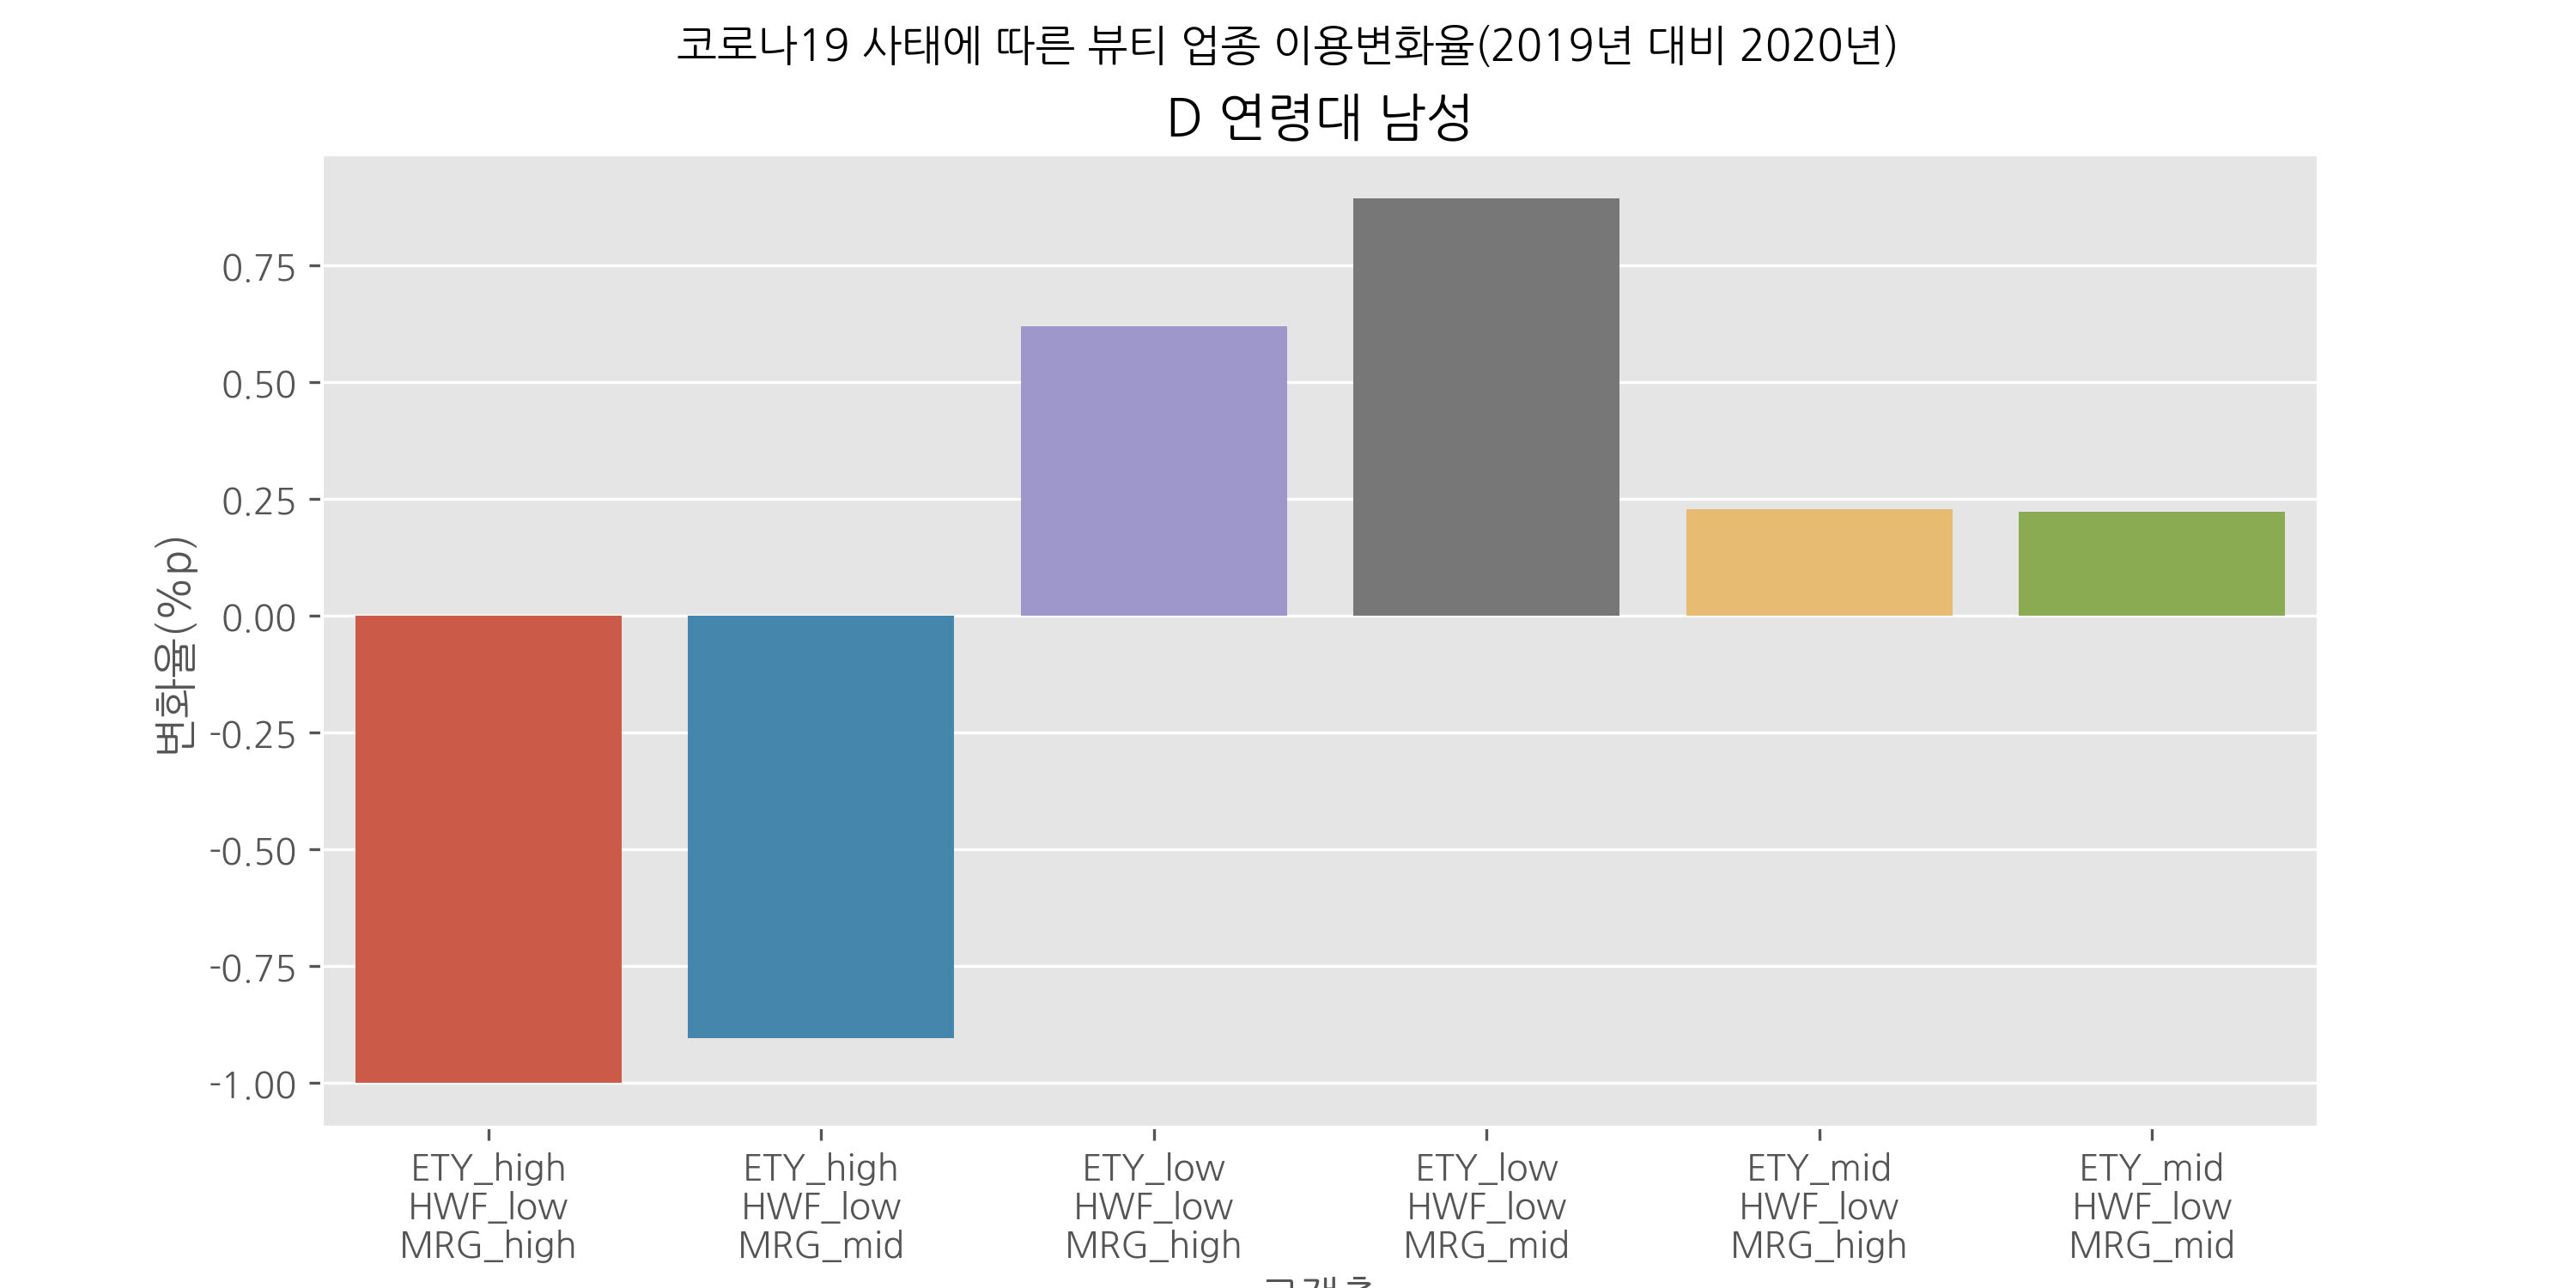 코로나19 사태에 따른 뷰티 업종 이용변화율(2019년 대비 2020년)
D 연령대 남성
변화율(%p)
0.75
0.50
0.25
0.00
-0.25
-0.50
-0.75
-1.00
ETY_high
HWF_low
MRG_high
ETY_high
HWF_low
MRG_mid
ETY_low
HWF_low
MRG_high
ETY_low
HWF_low
MRG_mid
ETY_mid
HWF_low
MRG_high
ETY_mid
HWF_low
MRG_mid